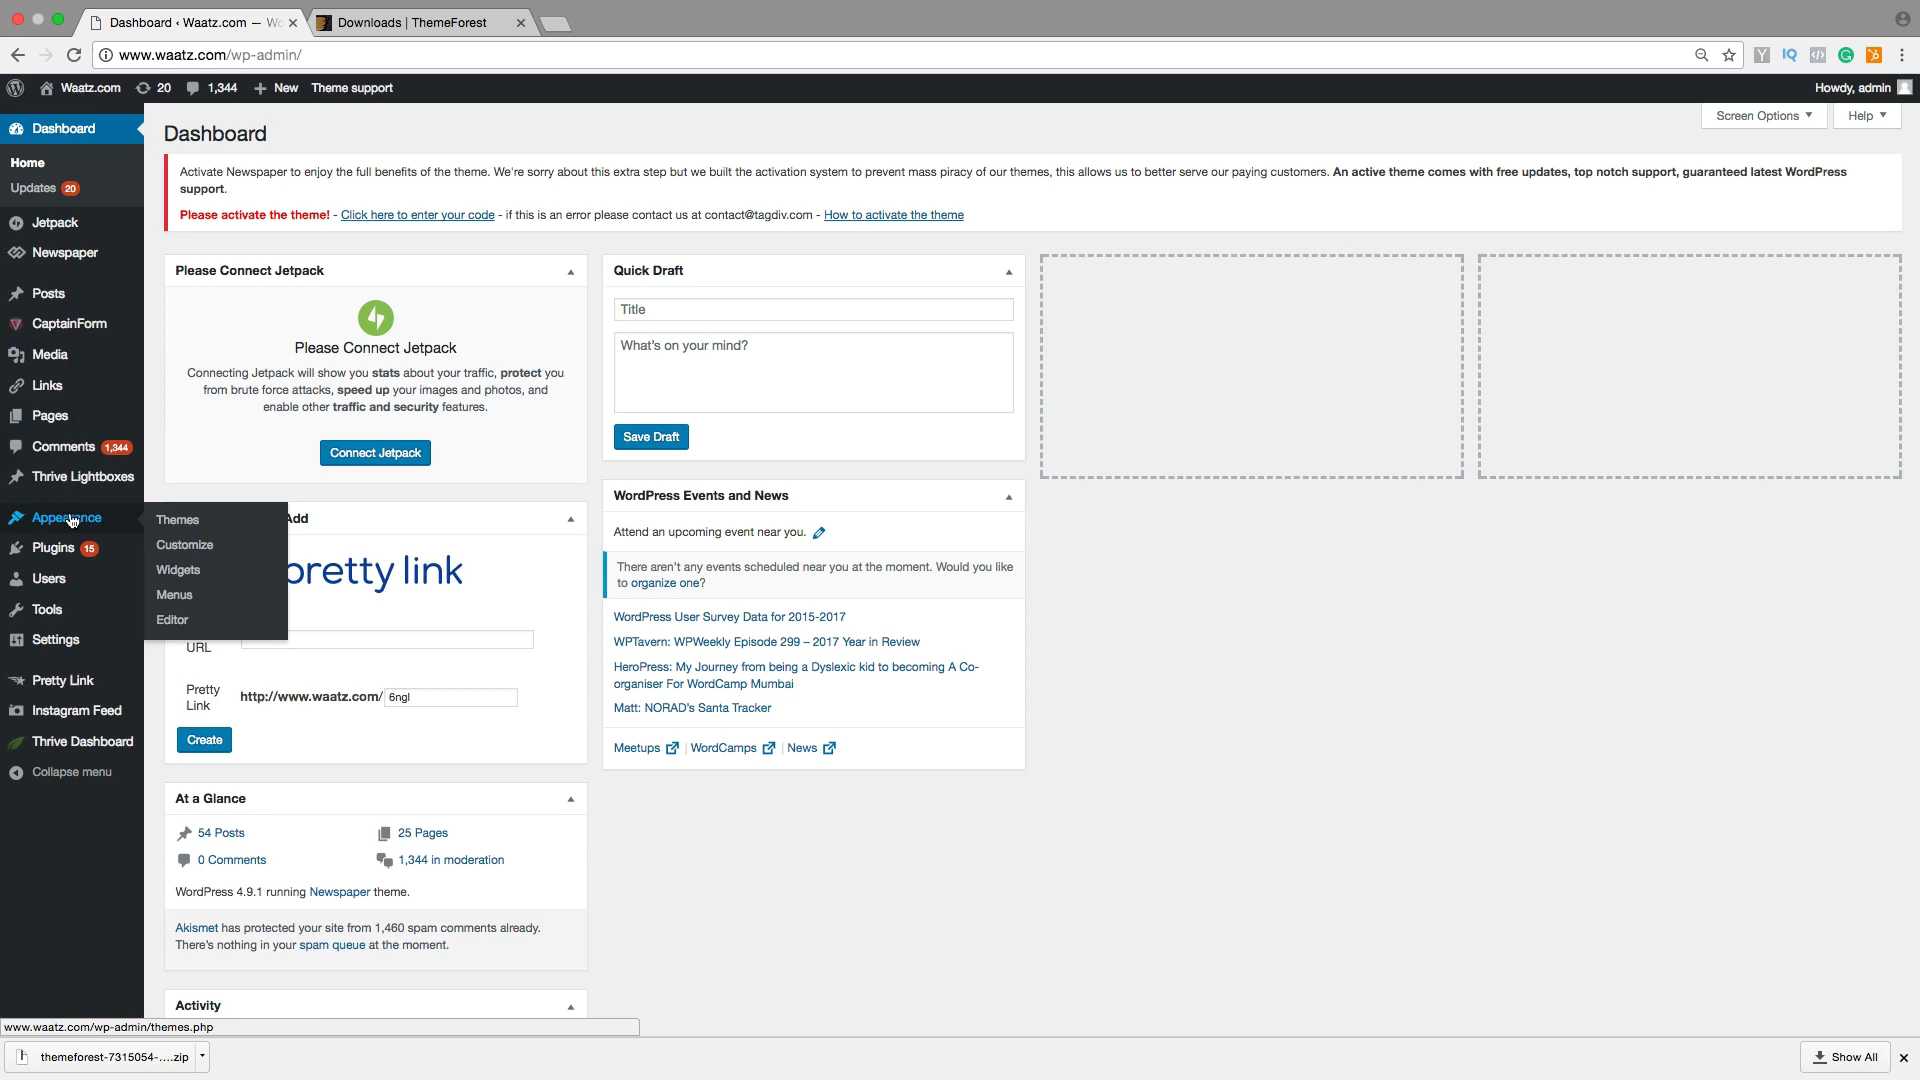 Dashboard ‹ Waatz.com — Wo
Downloads | ThemeForest
www.waatz.com/wp-admin/
Waatz.com 20 1,344 New Theme support
Howdy, admin
Dashboard
Home
Updates 20
Jetpack
Newspaper
Posts
CaptainForm
Media
Links
Pages
Comments 1,344
Thrive Lightboxes
Appearance
Plugins 15
Users
Tools
Settings
Pretty Link
Instagram Feed
Thrive Dashboard
Collapse menu
Themes
Customize
Widgets
Menus
Editor
Screen Options
Help
Dashboard
Activate Newspaper to enjoy the full benefits of the theme. We're sorry about this extra step but we built the activation system to prevent mass piracy of our themes, this allows us to better serve our paying customers. An active theme comes with free updates, top notch support, guaranteed latest WordPress
support.
Please activate the theme! - Click here to enter your code - if this is an error please contact us at contact@tagdiv.com - How to activate the theme
Please Connect Jetpack
Please Connect Jetpack
Connecting Jetpack will show you stats about your traffic, protect you
from brute force attacks, speed up your images and photos, and
enable other traffic and security features.
Connect Jetpack
Add
pretty link
URL
Pretty
Link
http://www.waatz.com/ 6ngl
Create
At a Glance
54 Posts
25 Pages
0 Comments
1,344 in moderation
WordPress 4.9.1 running Newspaper theme.
Akismet has protected your site from 1,460 spam comments already.
There's nothing in your spam queue at the moment.
Activity
Quick Draft
Title
What's on your mind?
Save Draft
WordPress Events and News
Attend an upcoming event near you.
There aren't any events scheduled near you at the moment. Would you like
to organize one?
WordPress User Survey Data for 2015-2017
WPTavern: WPWeekly Episode 299 – 2017 Year in Review
HeroPress: My Journey from being a Dyslexic kid to becoming A Co-
organiser For WordCamp Mumbai
Matt: NORAD's Santa Tracker
Meetups | WordCamps | News
www.waatz.com/wp-admin/themes.php
themeforest-7315054-....zip
Show All